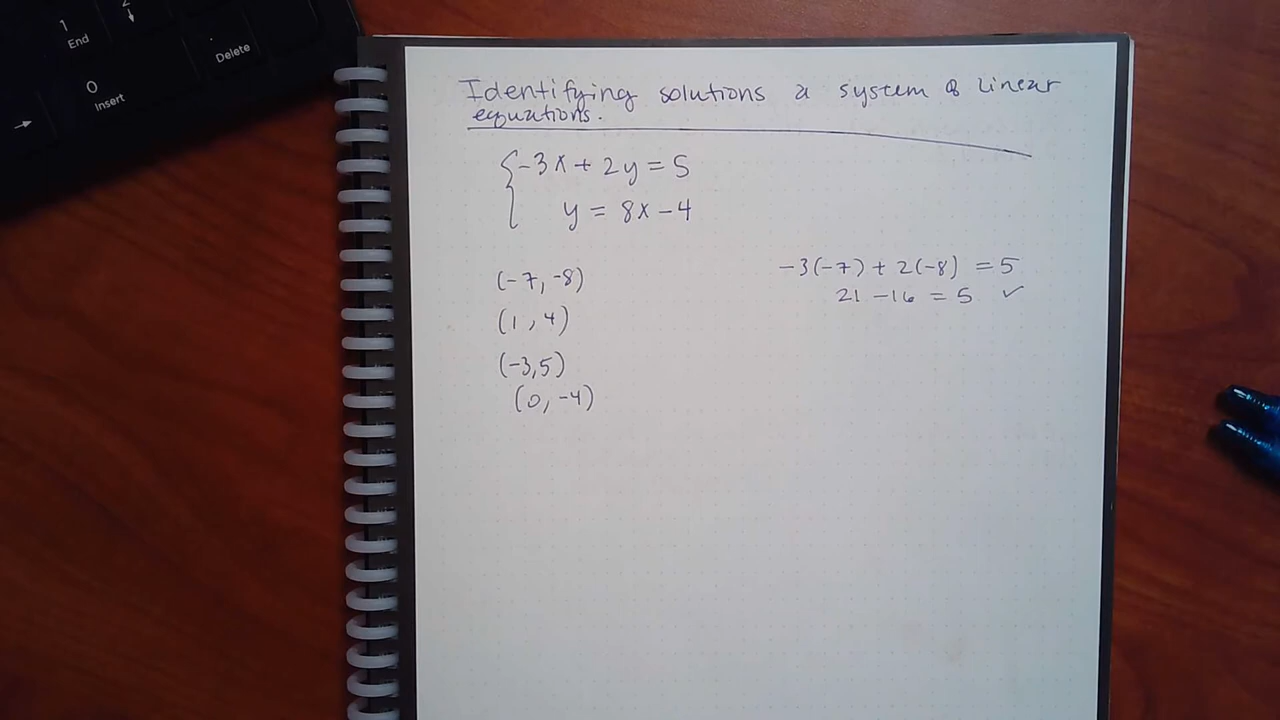 1
End
2
↓
Delete
0
Insert
→
Identifying solutions a system of linear
equations.
-3x + 2y = 5
y = 8x - 4
(-7, -8)
(1, 4)
(-3,5)
(0, -4)
-3(-7) + 2(-8) = 5
21 - 16 = 5 ✓